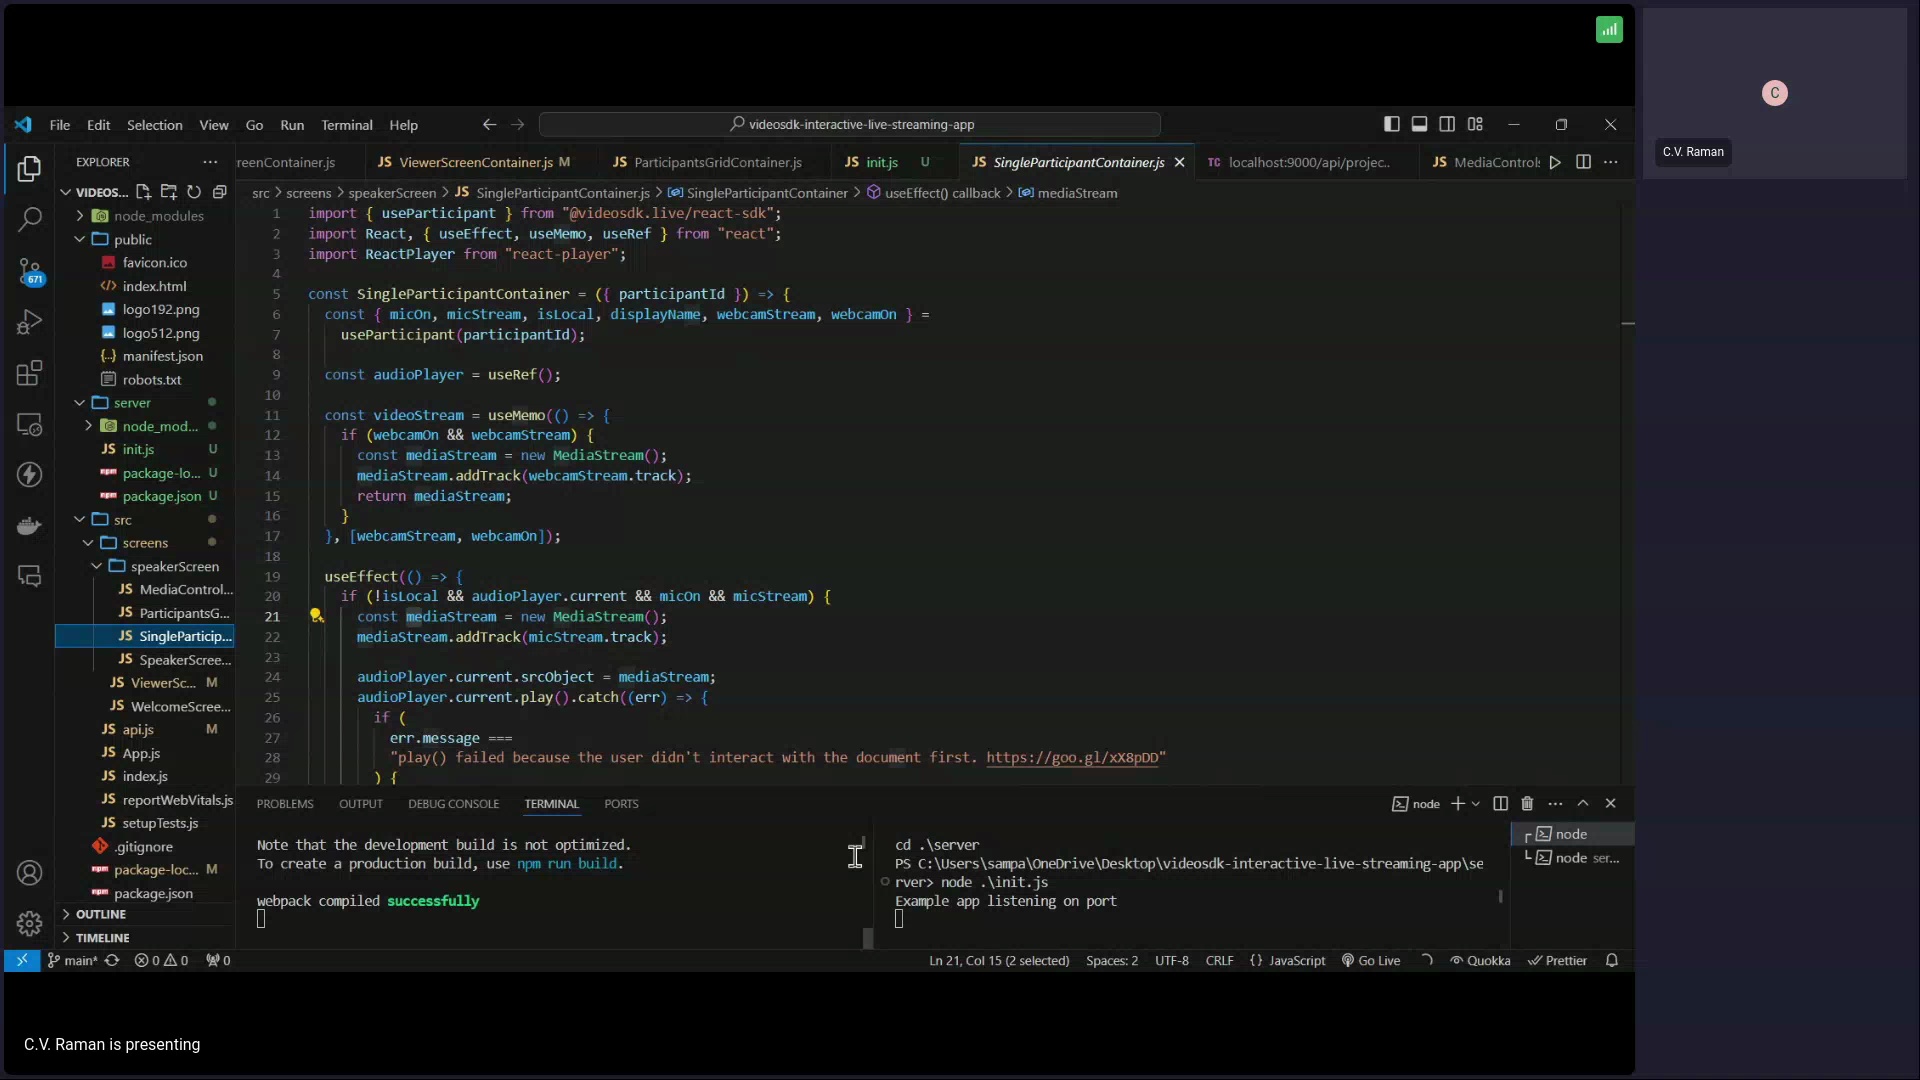 C
C.V. Raman
File Edit Selection View Go Run Terminal Help
videosdk-interactive-live-streaming-app
EXPLORER
reenContainer.js
JS ViewerScreenContainer.js M
JS ParticipantsGridContainer.js
JS init.js U
JS SingleParticipantContainer.js
TC localhost:9000/api/projec...
JS MediaControl
VIDEOS...
src > screens > speakerScreen > JS SingleParticipantContainer.js > SingleParticipantContainer > useEffect() callback > mediaStream
node_modules
public
favicon.ico
index.html
logo192.png
logo512.png
manifest.json
robots.txt
server
node_mod...
JS init.js U
package-lo... U
package.json U
src
screens
speakerScreen
JS MediaControl...
JS ParticipantsG...
JS SingleParticip...
JS SpeakerScree...
JS ViewerSc... M
JS WelcomeScree...
JS api.js M
JS App.js
JS index.js
JS reportWebVitals.js
JS setupTests.js
.gitignore
package-loc... M
package.json
OUTLINE
TIMELINE
671
1 import { useParticipant } from "@videosdk.live/react-sdk";
2 import React, { useEffect, useMemo, useRef } from "react";
3 import ReactPlayer from "react-player";
4
5 const SingleParticipantContainer = ({ participantId }) => {
6 const { micOn, micStream, isLocal, displayName, webcamStream, webcamOn } =
7 useParticipant(participantId);
8
9 const audioPlayer = useRef();
10
11 const videoStream = useMemo(() => {
12 if (webcamOn && webcamStream) {
13 const mediaStream = new MediaStream();
14 mediaStream.addTrack(webcamStream.track);
15 return mediaStream;
16 }
17 }, [webcamStream, webcamOn]);
18
19 useEffect(() => {
20 if (!isLocal && audioPlayer.current && micOn && micStream) {
21 const mediaStream = new MediaStream();
22 mediaStream.addTrack(micStream.track);
23
24 audioPlayer.current.srcObject = mediaStream;
25 audioPlayer.current.play().catch((err) => {
26 if (
27 err.message ===
28 "play() failed because the user didn't interact with the document first. https://goo.gl/xX8pDD"
29 ) {
PROBLEMS OUTPUT DEBUG CONSOLE TERMINAL PORTS
node
Note that the development build is not optimized.
To create a production build, use npm run build.
webpack compiled successfully
cd .\server
PS C:\Users\sampa\OneDrive\Desktop\videosdk-interactive-live-streaming-app\se
rver> node .\init.js
Example app listening on port
node
node ser...
main* 0 0 0
Ln 21, Col 15 (2 selected) Spaces: 2 UTF-8 CRLF {} JavaScript Go Live Quokka Prettier
C.V. Raman is presenting